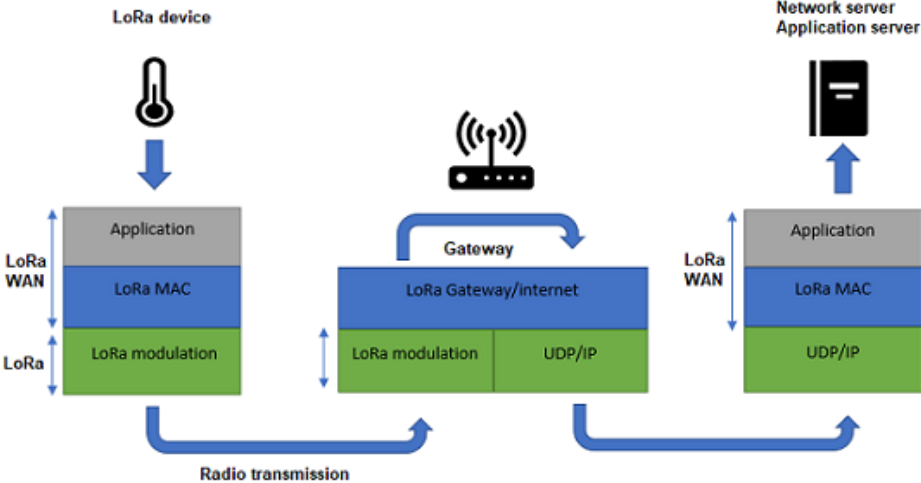 LoRa device
Network server
Application server
Application
LoRa MAC
LoRa modulation
LoRa
WAN
LoRa
Gateway
LoRa Gateway/internet
LoRa modulation
UDP/IP
LoRa
WAN
Application
LoRa MAC
UDP/IP
Radio transmission